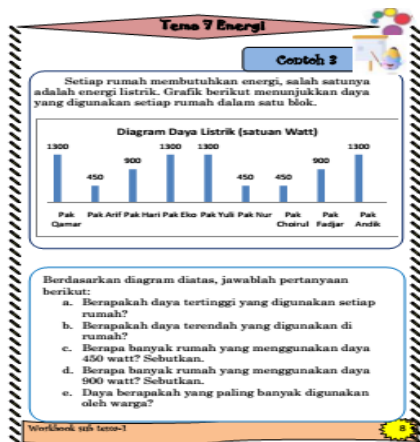 Tema 7 Energi
Contoh 3
Setiap rumah membutuhkan energi, salah satunya
adalah energi listrik. Grafik berikut menunjukkan daya
yang digunakan setiap rumah dalam satu blok.
Diagram Daya Listrik (satuan Watt)
1300 450 900 1300 1300 450 450 900 1300
Pak Qamar Pak Arif Pak Hari Pak Eko Pak Yuli Pak Nur Pak Choirul Pak Fadjar Pak Andik
Berdasarkan diagram diatas, jawablah pertanyaan
berikut:
a. Berapakah daya tertinggi yang digunakan setiap
rumah?
b. Berapakah daya terendah yang digunakan di
rumah?
c. Berapa banyak rumah yang menggunakan daya
450 watt? Sebutkan.
d. Berapa banyak rumah yang menggunakan daya
900 watt? Sebutkan.
e. Daya berapakah yang paling banyak digunakan
oleh warga?
Workbook sub tema-1
8